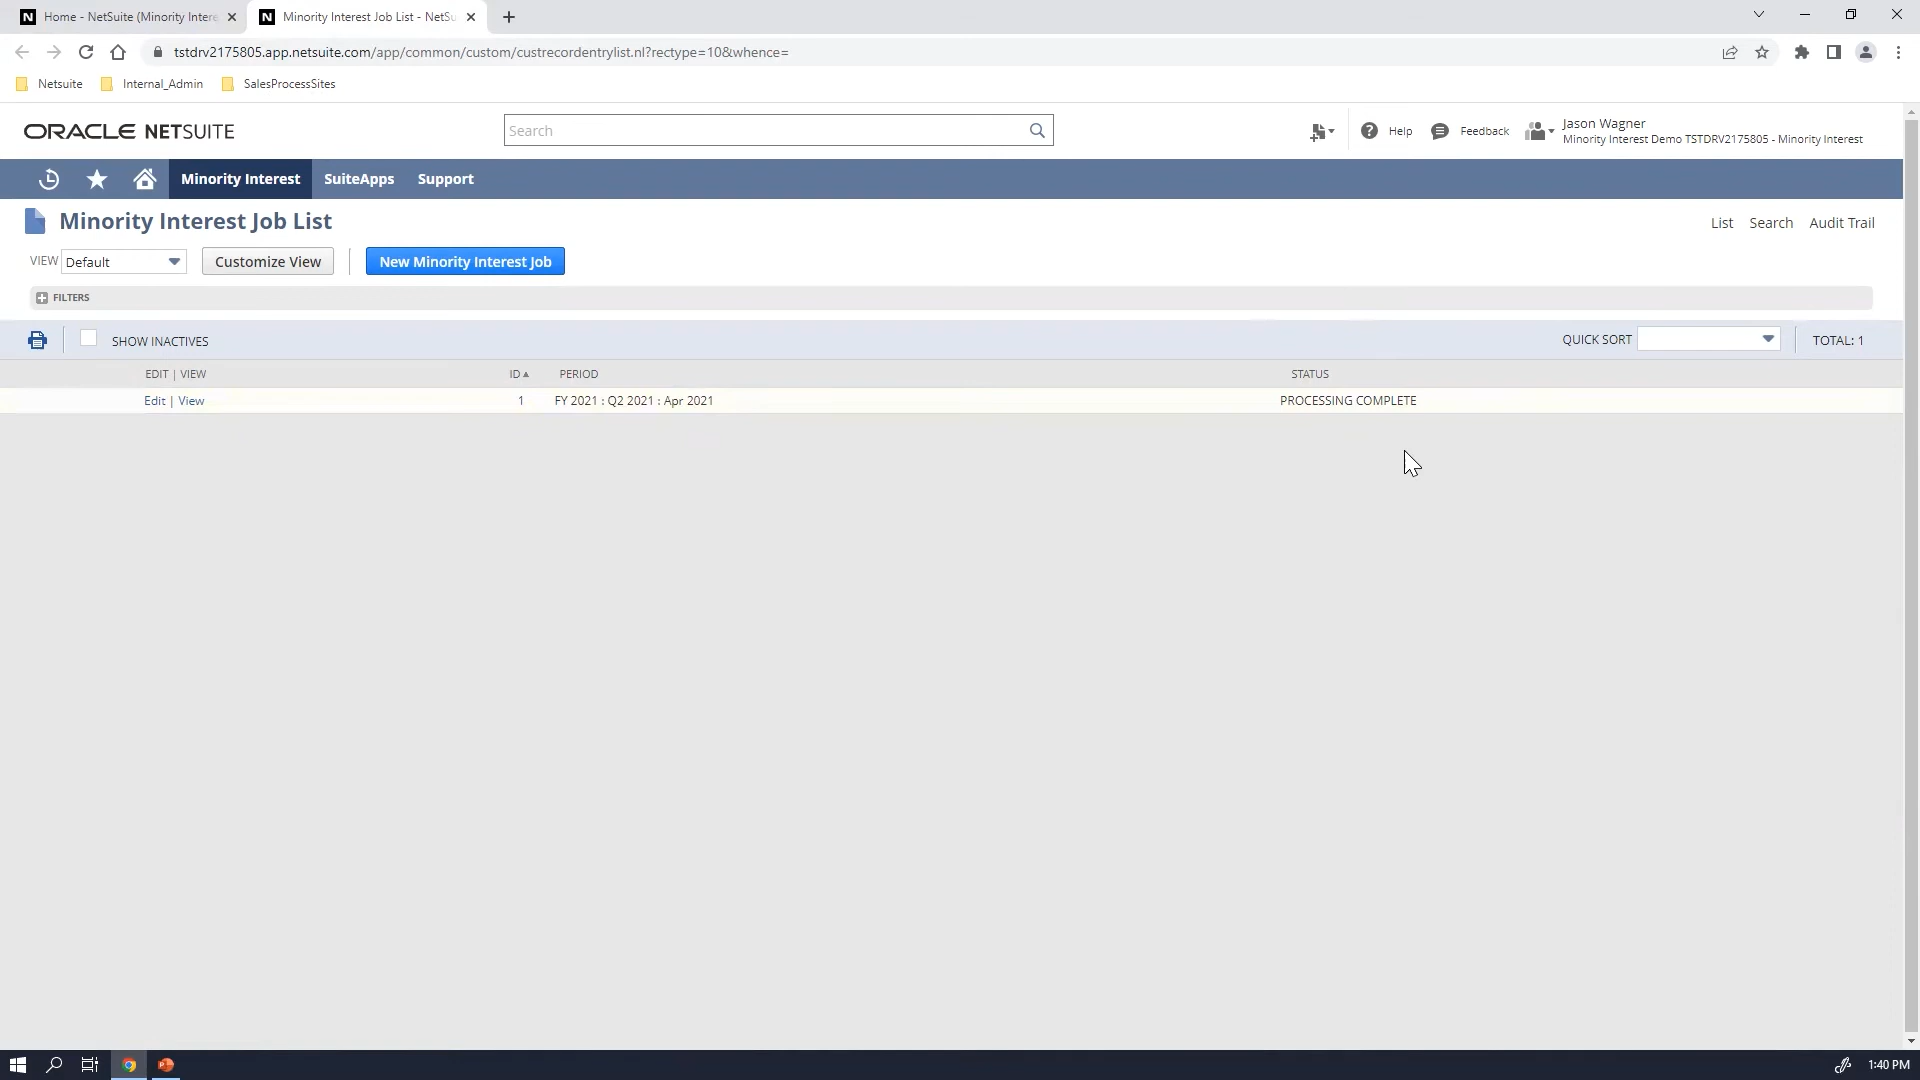 Home - NetSuite (Minority Intere
Minority Interest Job List - NetSu
tstdrv2175805.app.netsuite.com/app/common/custom/custrecordentrylist.nl?rectype=10&whence=
Netsuite
Internal_Admin
SalesProcessSites
ORACLE NETSUITE
Search
Help
Feedback
Jason Wagner
Minority Interest Demo TSTDRV2175805 - Minority Interest
Minority Interest
SuiteApps
Support
Minority Interest Job List
List
Search
Audit Trail
VIEW
Default
Customize View
New Minority Interest Job
FILTERS
SHOW INACTIVES
QUICK SORT
TOTAL: 1
EDIT | VIEW
ID
PERIOD
STATUS
Edit | View
1
FY 2021 : Q2 2021 : Apr 2021
PROCESSING COMPLETE
1:40 PM